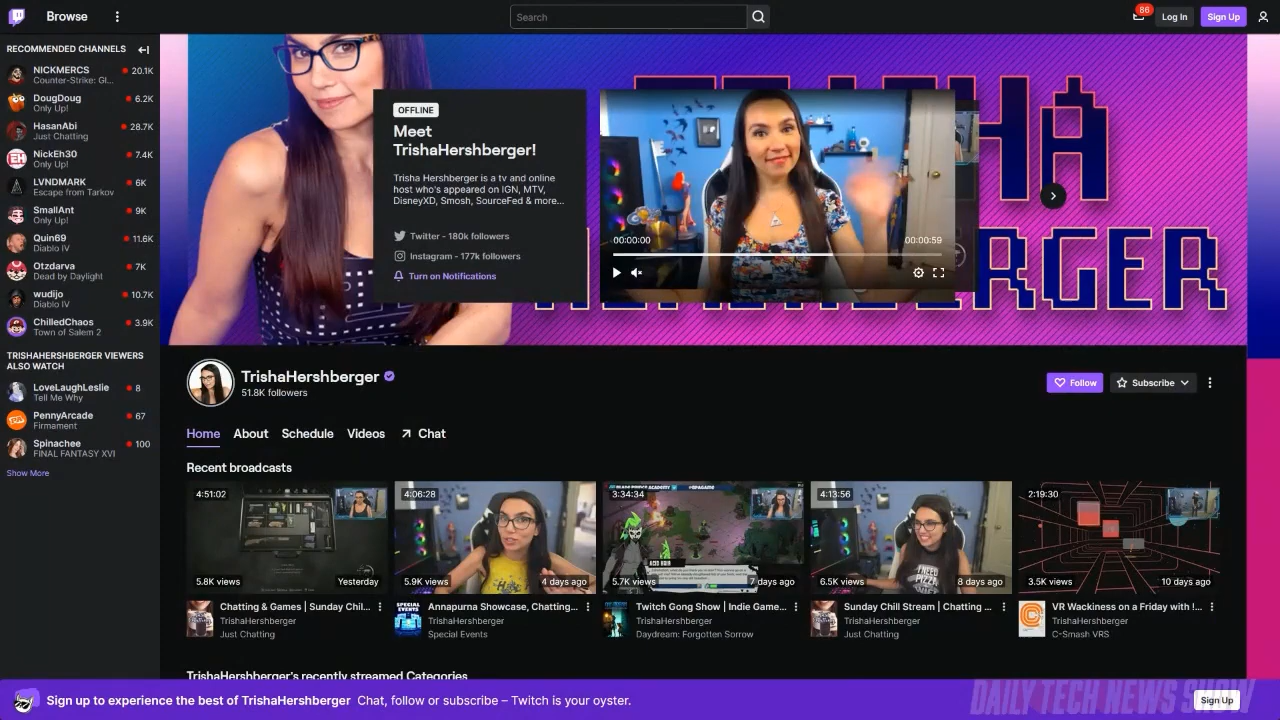 Browse
Search
86
Log In
Sign Up
RECOMMENDED CHANNELS
NICKMERCS
Counter-Strike: Gl...
20.1K
DougDoug
Only Up!
6.2K
HasanAbi
Just Chatting
28.7K
NickEh30
Only Up!
7.4K
LVNDMARK
Escape from Tarkov
6K
SmallAnt
Only Up!
9K
Quin69
Diablo IV
11.6K
Otzdarva
Dead by Daylight
7K
wudijo
Diablo IV
10.7K
ChilledChaos
Town of Salem 2
3.9K
TRISHAHERSHBERGER VIEWERS
ALSO WATCH
LoveLaughLeslie
Tell Me Why
8
PennyArcade
Firmament
67
Spinachee
FINAL FANTASY XVI
100
Show More
OFFLINE
Meet
TrishaHershberger!
Trisha Hershberger is a tv and online
host who's appeared on IGN, MTV,
DisneyXD, Smosh, SourceFed & more...
Twitter - 180k followers
Instagram - 177k followers
Turn on Notifications
00:00:00
00:00:59
TrishaHershberger
51.8K followers
Follow
Subscribe
Home
About
Schedule
Videos
Chat
Recent broadcasts
4:51:02
5.8K views
Yesterday
Chatting & Games | Sunday Chil...
TrishaHershberger
Just Chatting
4:06:28
5.9K views
4 days ago
SPECIAL
EVENTS
Annapurna Showcase, Chatting...
TrishaHershberger
Special Events
3:34:34
5.7K views
7 days ago
Twitch Gong Show | Indie Game...
TrishaHershberger
Daydream: Forgotten Sorrow
4:13:56
I NEED
PIZZA
6.5K views
8 days ago
Sunday Chill Stream | Chatting ...
TrishaHershberger
Just Chatting
2:19:30
3.5K views
10 days ago
VR Wackiness on a Friday with !...
TrishaHershberger
C-Smash VRS
TrishaHershberger's recently streamed Categories
Sign up to experience the best of TrishaHershberger
Chat, follow or subscribe – Twitch is your oyster.
Sign Up
DAILY TECH NEWS SHOW